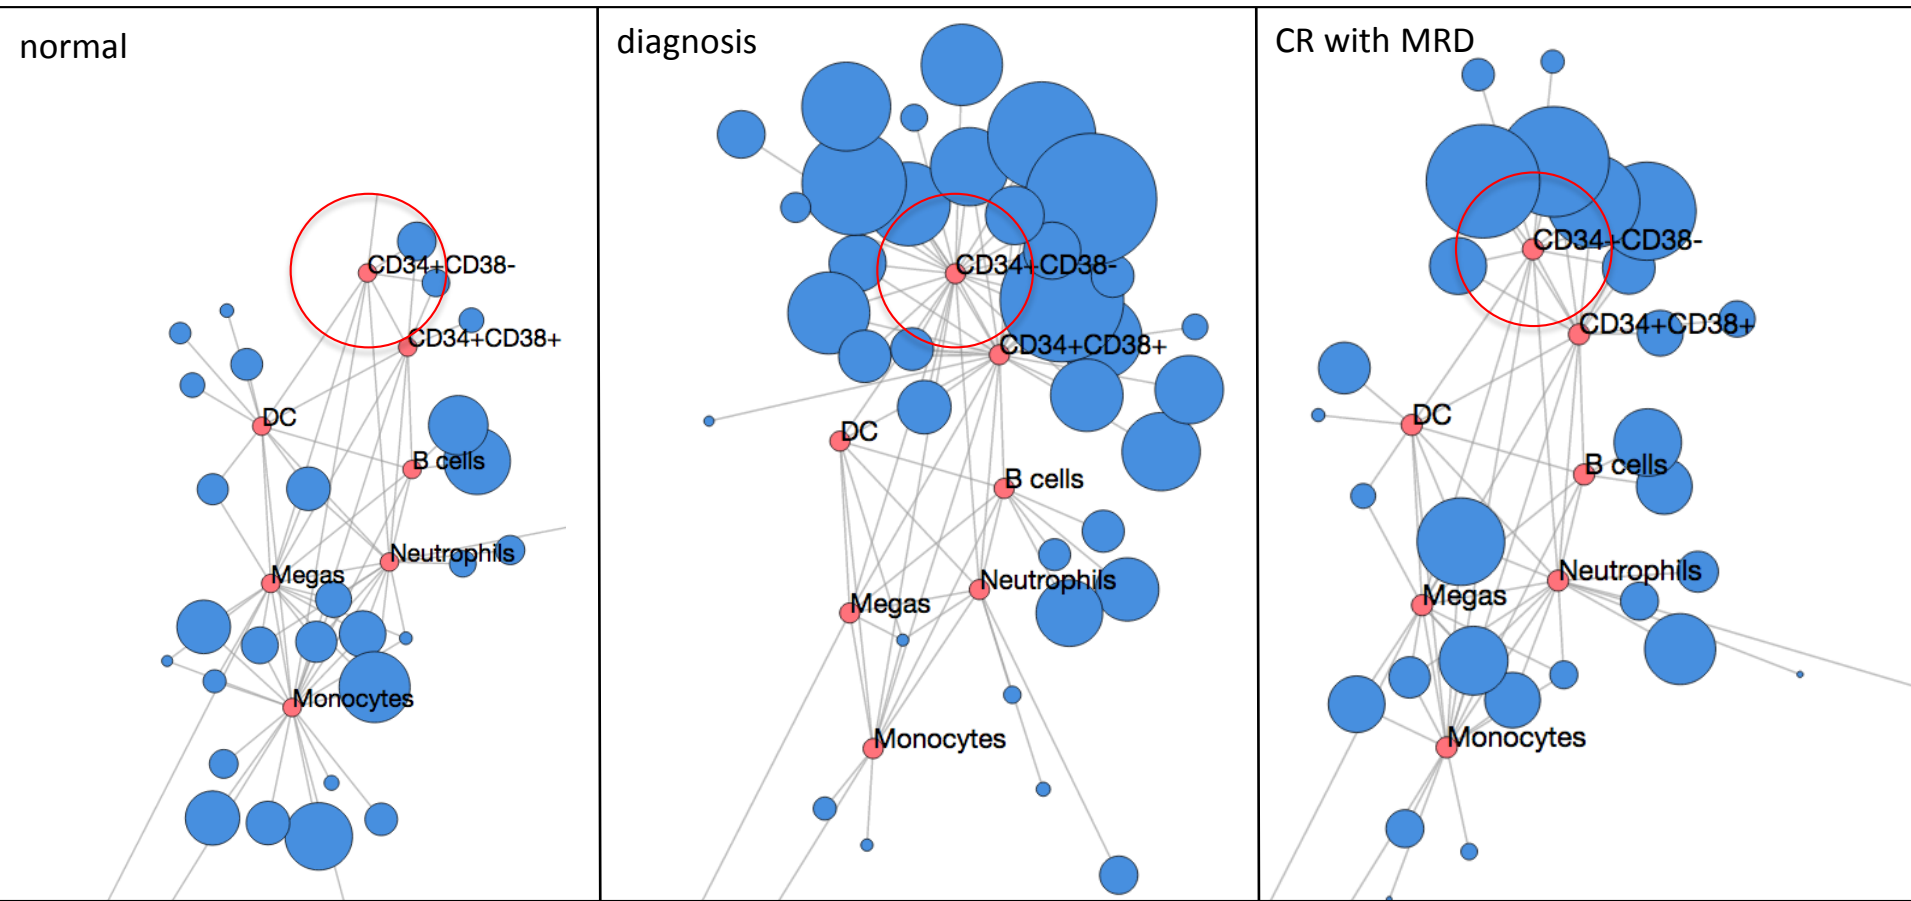 normal
CD34+CD38-
CD34+CD38+
DC
B cells
Neutrophils
Megas
Monocytes
diagnosis
CD34+CD38-
CD34+CD38+
DC
B cells
Neutrophils
Megas
Monocytes
CR with MRD
CD34+CD38-
CD34+CD38+
DC
B cells
Neutrophils
Megas
Monocytes